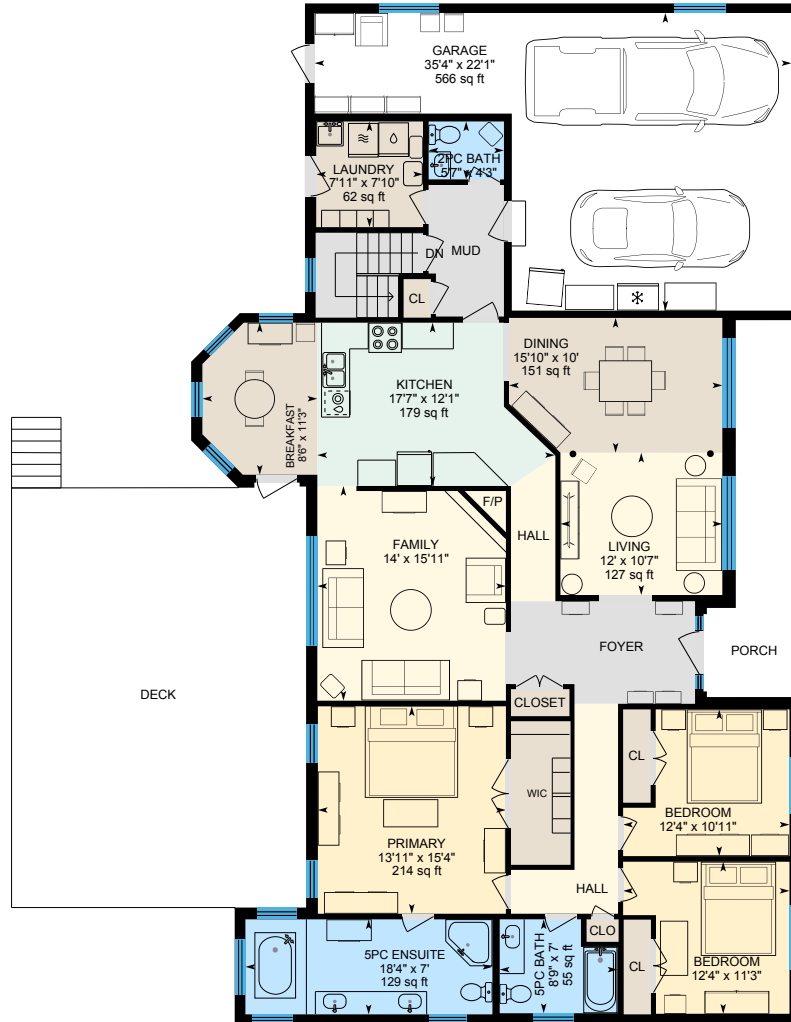 GARAGE
35'4" x 22'1"
566 sq ft
LAUNDRY
7'11" x 7'10"
62 sq ft
2PC BATH
5'7" x 4'3"
DN
MUD
CL
DINING
15'10" x 10'
151 sq ft
KITCHEN
17'7" x 12'1"
179 sq ft
BREAKFAST
8'6" x 11'3"
F/P
HALL
FAMILY
14' x 15'11"
LIVING
12' x 10'7"
127 sq ft
FOYER
PORCH
DECK
CLOSET
CL
WIC
BEDROOM
12'4" x 10'11"
PRIMARY
13'11" x 15'4"
214 sq ft
HALL
CLO
5PC ENSUITE
18'4" x 7'
129 sq ft
5PC BATH
8'9" x 7'
55 sq ft
CL
BEDROOM
12'4" x 11'3"